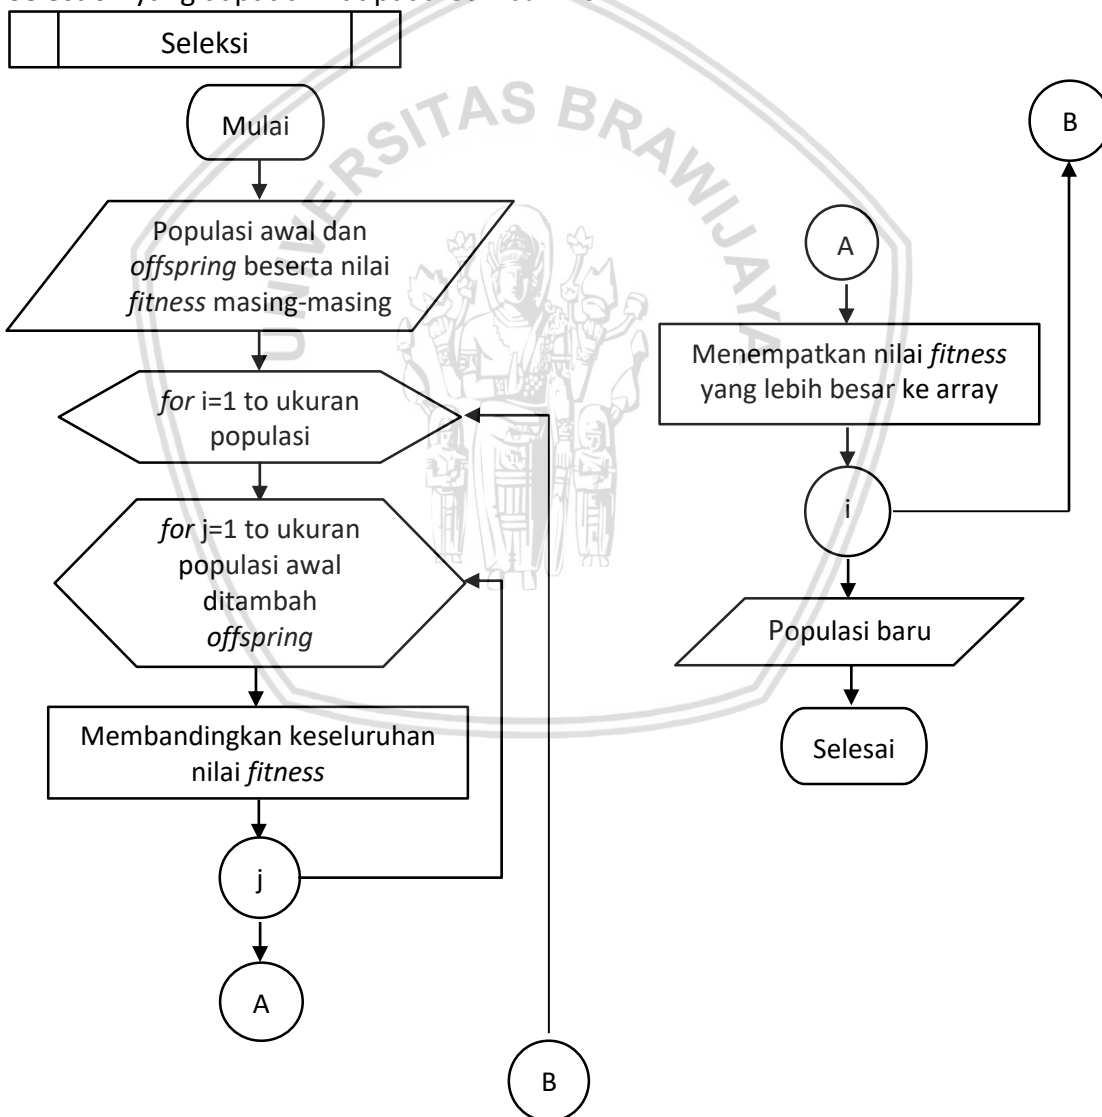 Seleksi
Mulai
Populasi awal dan
offspring beserta nilai
fitness masing-masing
for i=1 to ukuran
populasi
for j=1 to ukuran
populasi awal
ditambah
offspring
Membandingkan keseluruhan
nilai fitness
j
A
B
B
A
Menempatkan nilai fitness
yang lebih besar ke array
i
Populasi baru
Selesai
UNIVERSITAS BRAWIJAYA